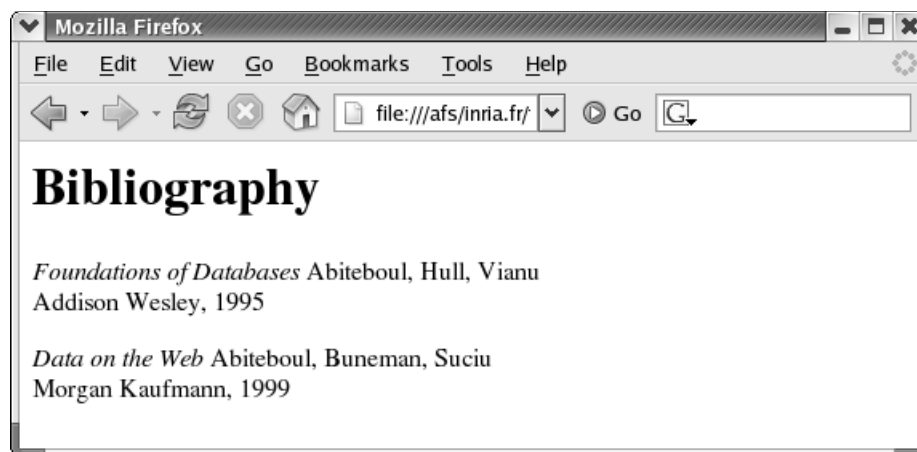 Mozilla Firefox
File Edit View Go Bookmarks Tools Help
file:///afs/inria.fr/ Go G
Bibliography
Foundations of Databases Abiteboul, Hull, Vianu
Addison Wesley, 1995
Data on the Web Abiteboul, Buneman, Suciu
Morgan Kaufmann, 1999